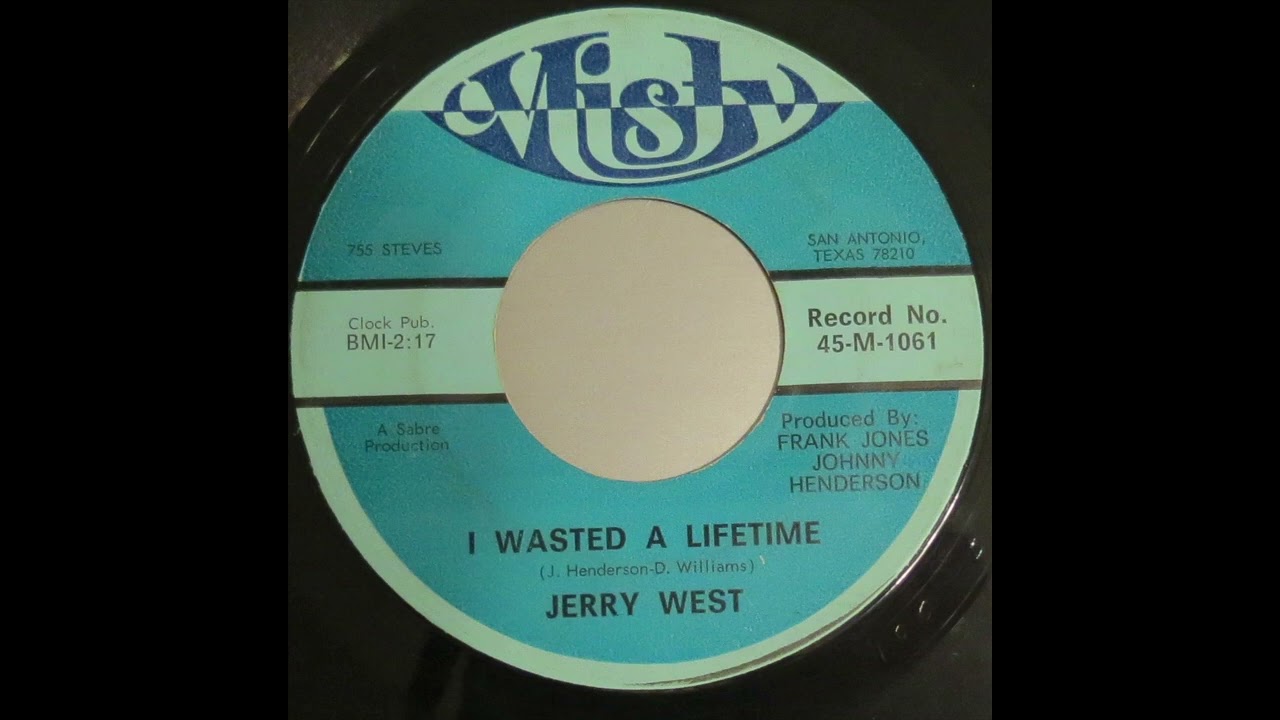 Misty
755 STEVES
SAN ANTONIO,
TEXAS 78210
Clock Pub.
BMI-2:17
Record No.
45-M-1061
A Sabre
Production
Produced By:
FRANK JONES
JOHNNY
HENDERSON
I WASTED A LIFETIME
(J. Henderson-D. Williams)
JERRY WEST